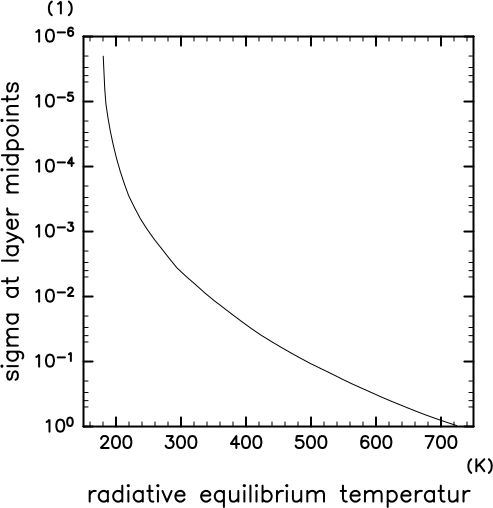 (1)
10⁻⁶
10⁻⁵
10⁻⁴
10⁻³
10⁻²
10⁻¹
10⁰
sigma at layer midpoints
200 300 400 500 600 700
(K)
radiative equilibrium temperatur